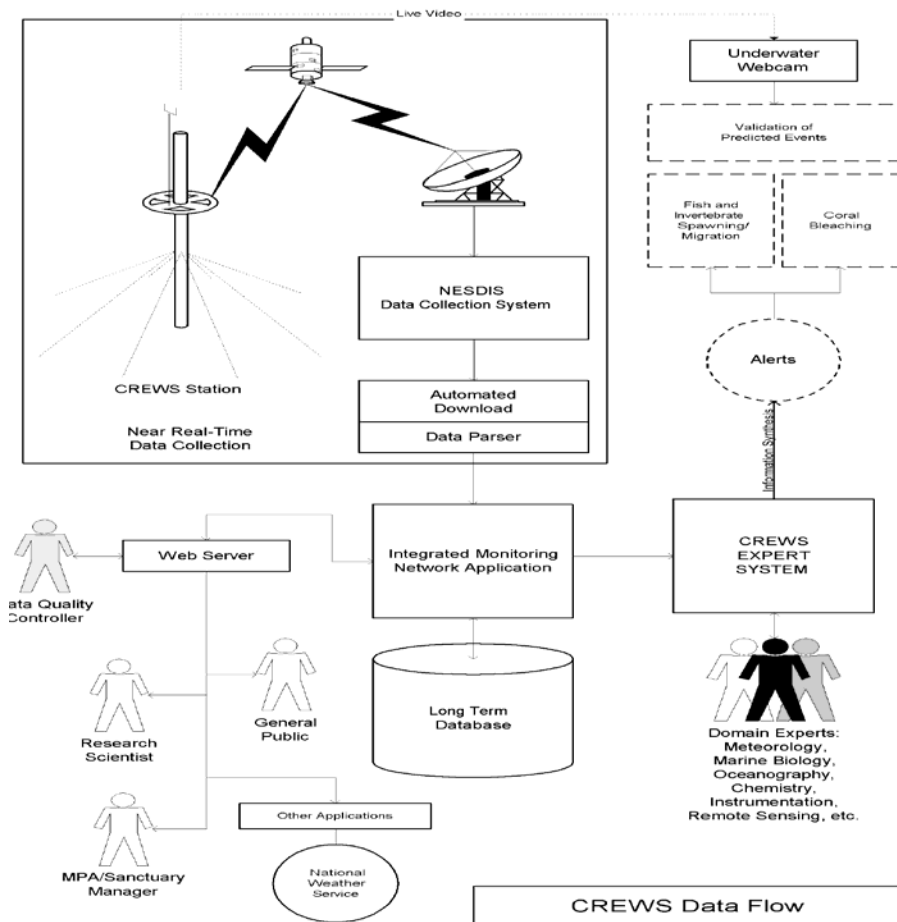 Live Video
Underwater
Webcam
Validation of
Predicted Events
Fish and
Invertebrate
Spawning/
Migration
Coral
Bleaching
NESDIS
Data Collection System
Alerts
CREWS Station
Automated
Download
Near Real-Time
Data Collection
Data Parser
Information Synthesis
Web Server
Integrated Monitoring
Network Application
CREWS
EXPERT
SYSTEM
ata Quality
Controller
General
Public
Long Term
Database
Research
Scientist
Domain Experts:
Meteorology,
Marine Biology,
Oceanography,
Chemistry,
Instrumentation,
Remote Sensing, etc.
Other Applications
MPA/Sanctuary
Manager
National
Weather
Service
CREWS Data Flow